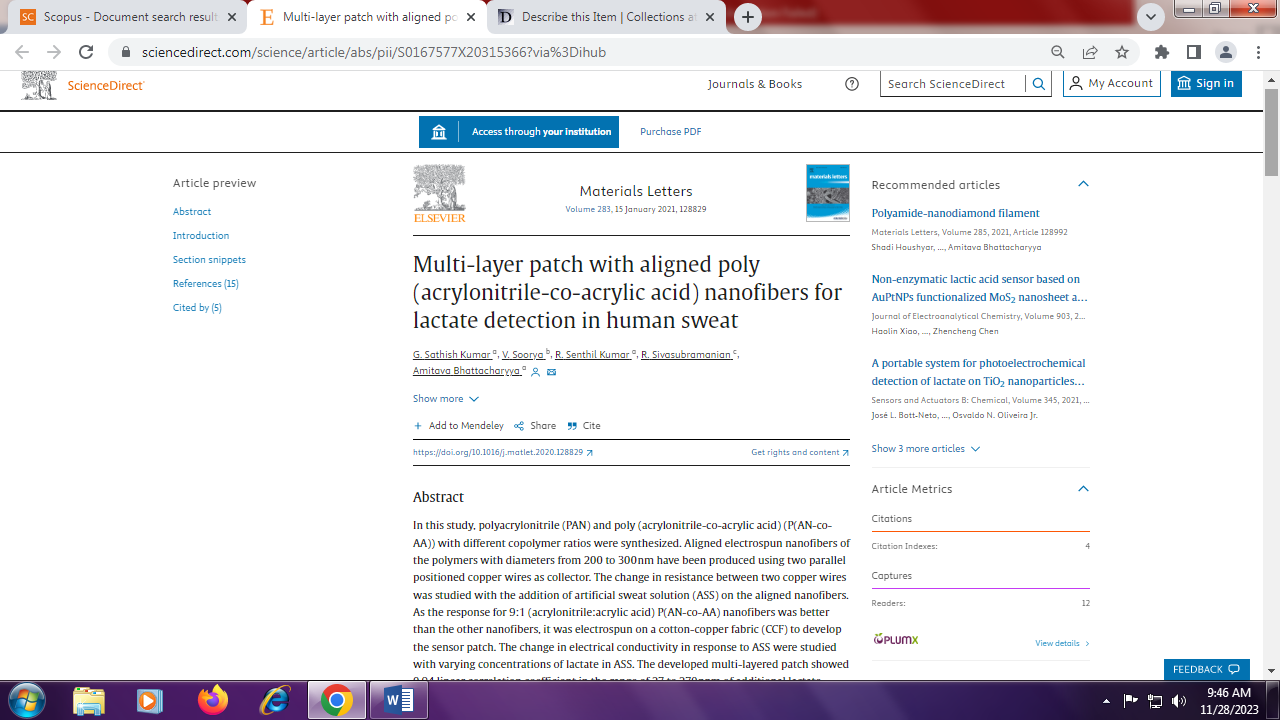 Scopus - Document search result
Multi-layer patch with aligned po
Describe this Item | Collections at
sciencedirect.com/science/article/abs/pii/S0167577X20315366?via%3Dihub
ScienceDirect
Journals & Books
Search ScienceDirect
My Account
Sign in
Access through your institution
Purchase PDF
Article preview
Abstract
Introduction
Section snippets
References (15)
Cited by (5)
ELSEVIER
Materials Letters
Volume 283, 15 January 2021, 128829
materials letters
Multi-layer patch with aligned poly
(acrylonitrile-co-acrylic acid) nanofibers for
lactate detection in human sweat
G. Sathish Kumar a, V. Soorya b, R. Senthil Kumar a, R. Sivasubramanian c,
Amitava Bhattacharyya a
Show more
Add to Mendeley Share Cite
https://doi.org/10.1016/j.matlet.2020.128829
Get rights and content
Abstract
In this study, polyacrylonitrile (PAN) and poly (acrylonitrile-co-acrylic acid) (P(AN-co-
AA)) with different copolymer ratios were synthesized. Aligned electrospun nanofibers of
the polymers with diameters from 200 to 300nm have been produced using two parallel
positioned copper wires as collector. The change in resistance between two copper wires
was studied with the addition of artificial sweat solution (ASS) on the aligned nanofibers.
As the response for 9:1 (acrylonitrile:acrylic acid) P(AN-co-AA) nanofibers was better
than the other nanofibers, it was electrospun on a cotton-copper fabric (CCF) to develop
the sensor patch. The change in electrical conductivity in response to ASS were studied
with varying concentrations of lactate in ASS. The developed multi-layered patch showed
Recommended articles
Polyamide-nanodiamond filament
Materials Letters, Volume 285, 2021, Article 128992
Shadi Houshyar, …, Amitava Bhattacharyya
Non-enzymatic lactic acid sensor based on
AuPtNPs functionalized MoS2 nanosheet a…
Journal of Electroanalytical Chemistry, Volume 903, 2…
Haolin Xiao, …, Zhencheng Chen
A portable system for photoelectrochemical
detection of lactate on TiO2 nanoparticles…
Sensors and Actuators B: Chemical, Volume 345, 2021, …
José L. Bott-Neto, …, Osvaldo N. Oliveira Jr.
Show 3 more articles
Article Metrics
Citations
Citation Indexes: 4
Captures
Readers: 12
PLUMX
View details
FEEDBACK
9:46 AM
11/28/2023